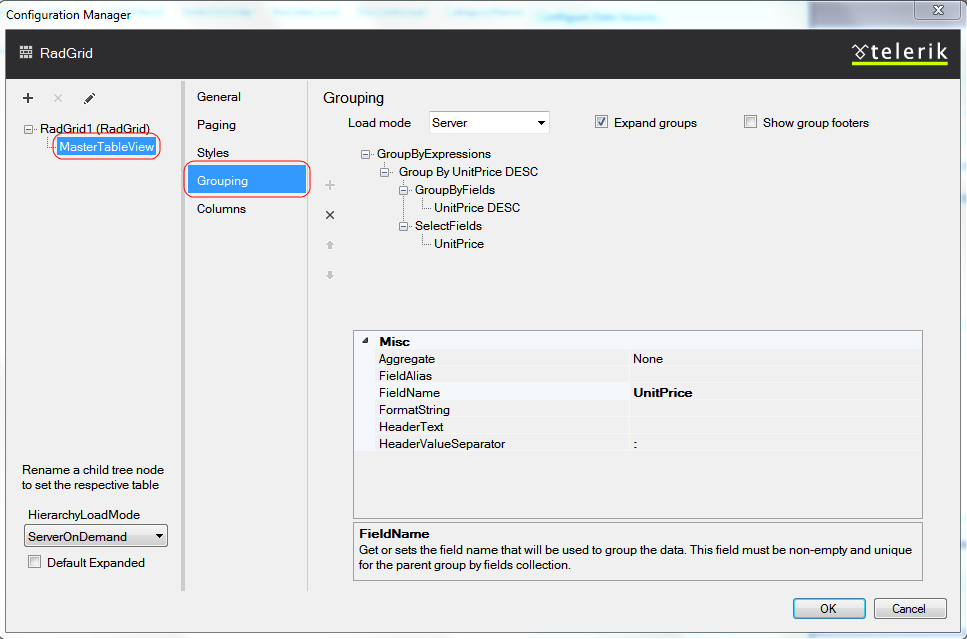 Configuration Manager
RadGrid
telerik
RadGrid1 (RadGrid)
MasterTableView
Rename a child tree node
to set the respective table
HierarchyLoadMode
ServerOnDemand
Default Expanded
General
Paging
Styles
Grouping
Columns
Grouping
Load mode Server Expand groups Show group footers
GroupByExpressions
Group By UnitPrice DESC
GroupByFields
UnitPrice DESC
SelectFields
UnitPrice
Misc
Aggregate None
FieldAlias
FieldName UnitPrice
FormatString
HeaderText
HeaderValueSeparator :
FieldName
Get or sets the field name that will be used to group the data. This field must be non-empty and unique
for the parent group by fields collection.
OK Cancel